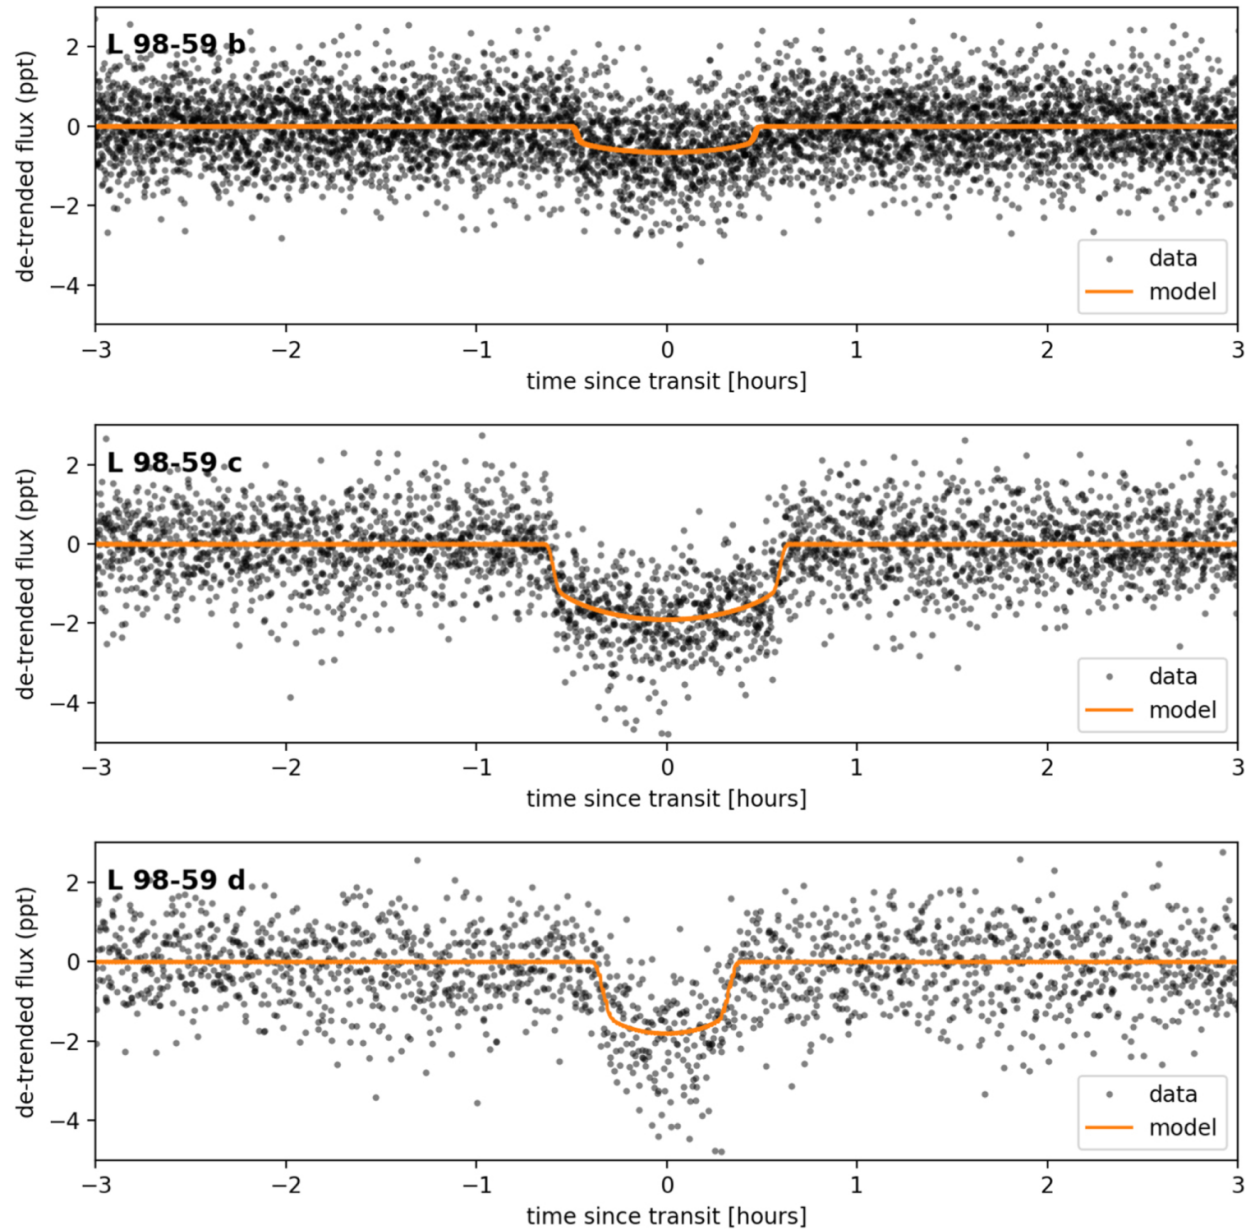 L 98-59 b
de-trended flux (ppt)
2
0
−2
−4
data
model
−3 −2 −1 0 1 2 3
time since transit [hours]
L 98-59 c
de-trended flux (ppt)
2
0
−2
−4
data
model
−3 −2 −1 0 1 2 3
time since transit [hours]
L 98-59 d
de-trended flux (ppt)
2
0
−2
−4
data
model
−3 −2 −1 0 1 2 3
time since transit [hours]